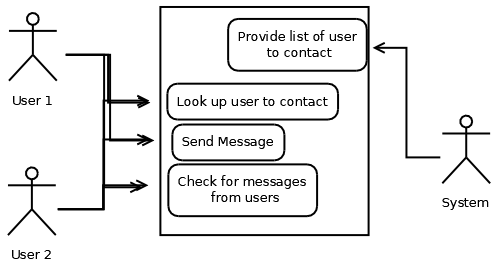 Provide list of user
to contact
User 1
Look up user to contact
Send Message
Check for messages
from users
System
User 2